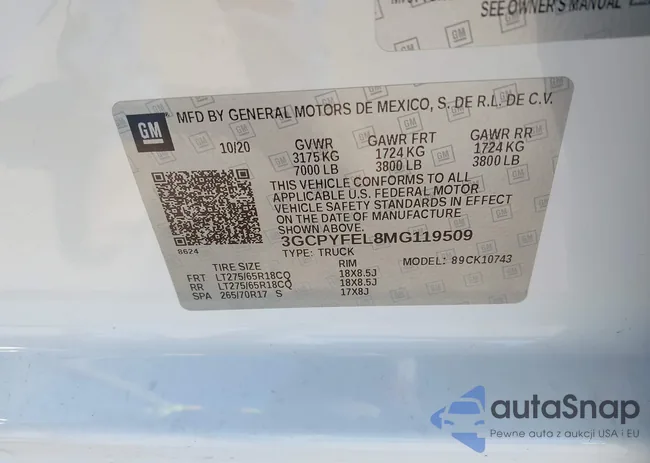 SEE OWNER'S MANUAL
GM
MFD BY GENERAL MOTORS DE MEXICO, S. DE R.L. DE C.V.
10/20 GVWR GAWR FRT GAWR RR
3175 KG 1724 KG 1724 KG
7000 LB 3800 LB 3800 LB
THIS VEHICLE CONFORMS TO ALL
APPLICABLE U.S. FEDERAL MOTOR
VEHICLE SAFETY STANDARDS IN EFFECT
ON THE DATE OF MANUFACTURE SHOWN ABOVE.
3GCPYFEL8MG119509
8624
TYPE: TRUCK MODEL: 89CK10743
TIRE SIZE RIM
FRT LT275/65R18CQ 18X8.5J
RR LT275/65R18CQ 18X8.5J
SPA 265/70R17 S 17X8J
autaSnap
Pewne auta z aukcji USA i EU